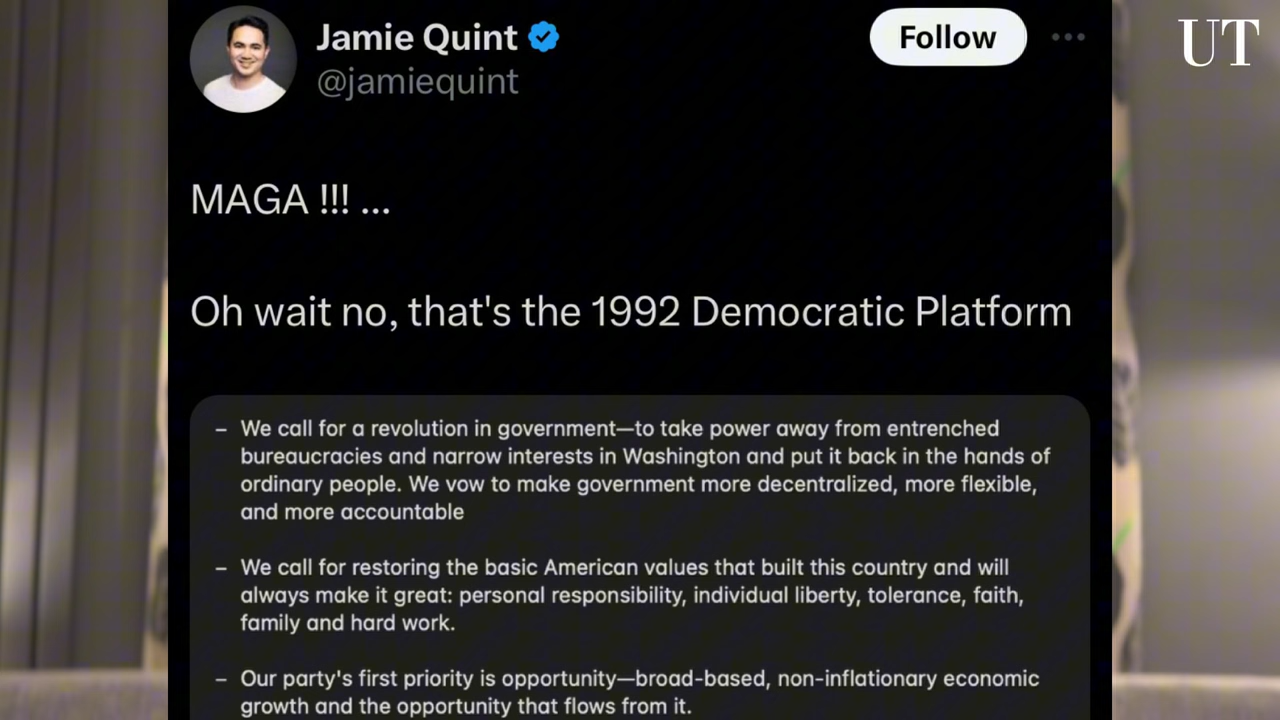 UT
Jamie Quint
Follow
@jamiequint
MAGA !!! ...
Oh wait no, that's the 1992 Democratic Platform
– We call for a revolution in government—to take power away from entrenched
bureaucracies and narrow interests in Washington and put it back in the hands of
ordinary people. We vow to make government more decentralized, more flexible,
and more accountable
– We call for restoring the basic American values that built this country and will
always make it great: personal responsibility, individual liberty, tolerance, faith,
family and hard work.
– Our party's first priority is opportunity—broad-based, non-inflationary economic
growth and the opportunity that flows from it.